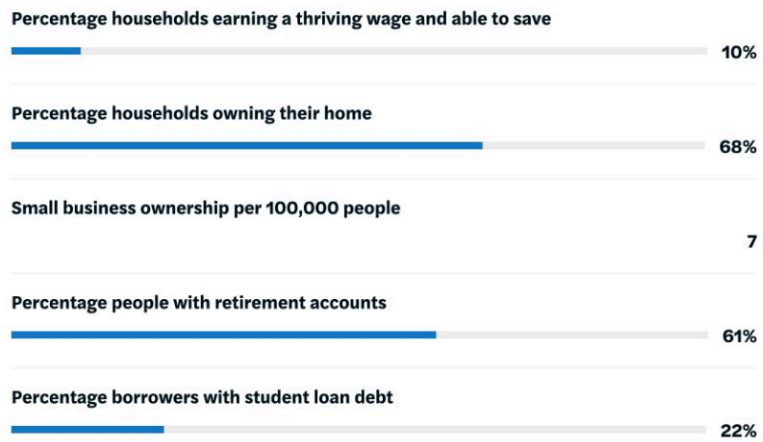 Percentage households earning a thriving wage and able to save
10%
Percentage households owning their home
68%
Small business ownership per 100,000 people
7
Percentage people with retirement accounts
61%
Percentage borrowers with student loan debt
22%